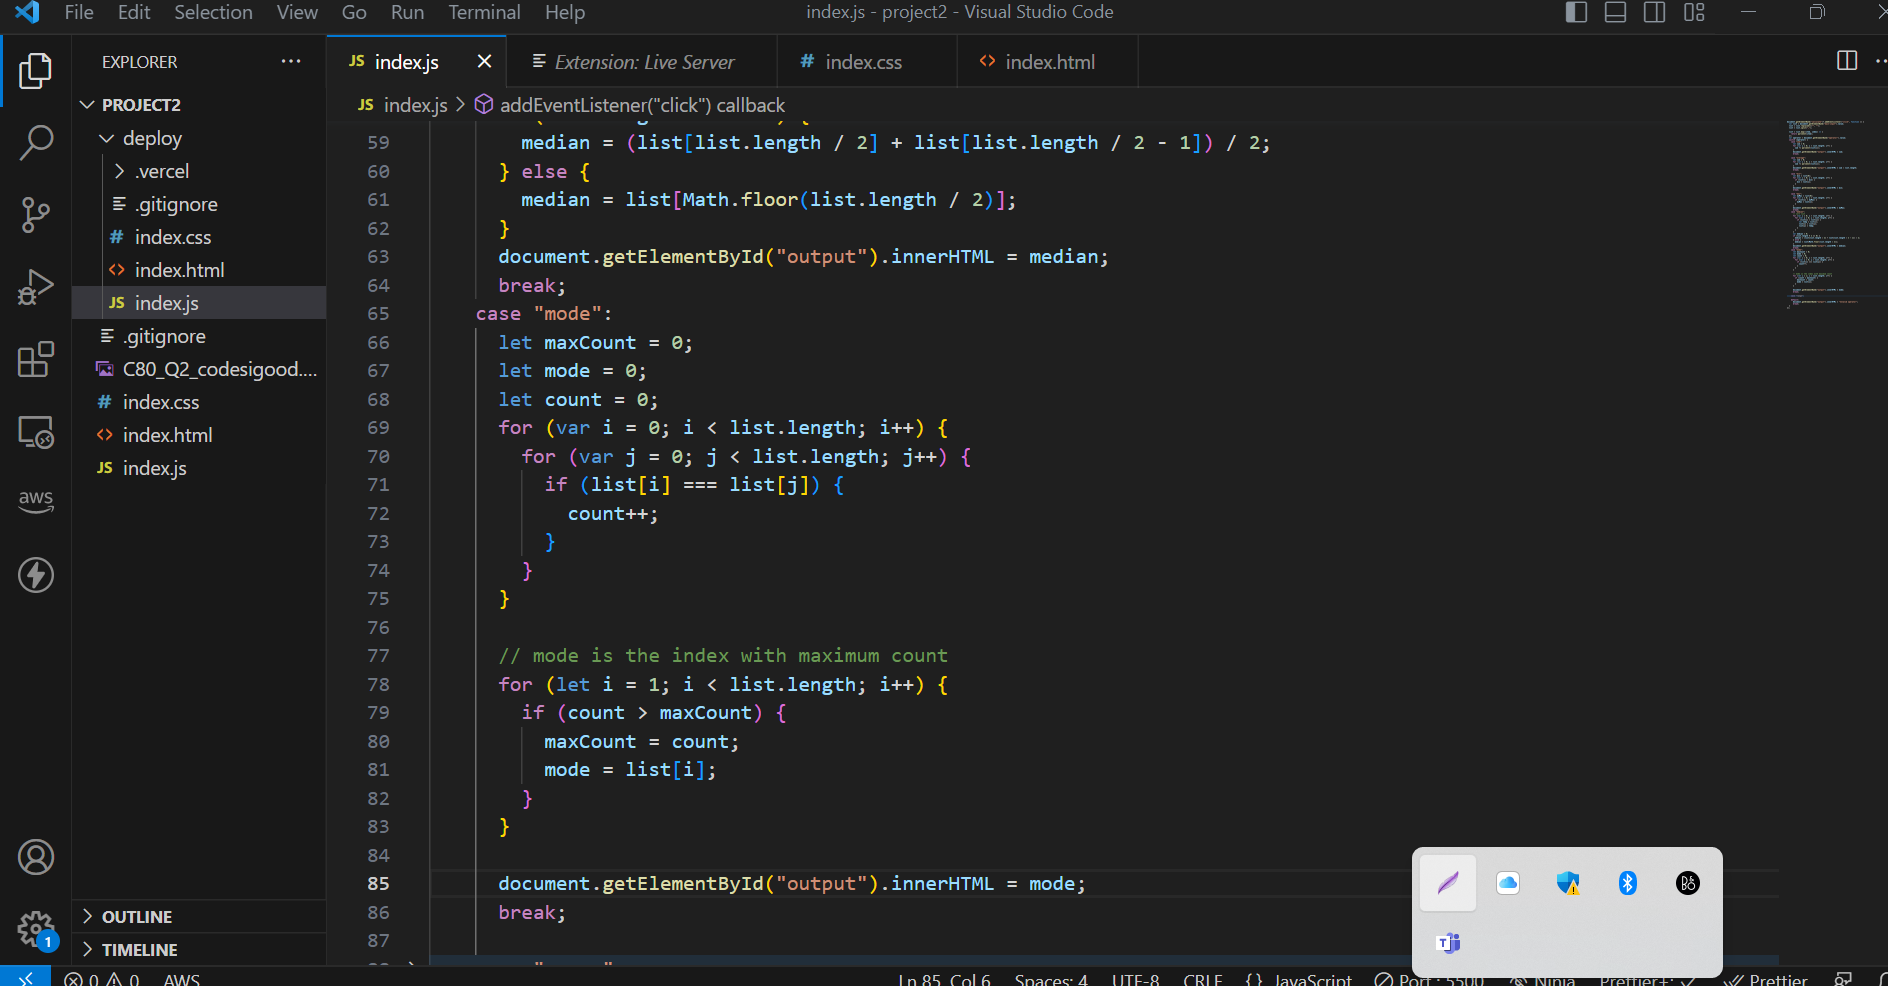 File Edit Selection View Go Run Terminal Help
index.js - project2 - Visual Studio Code
EXPLORER
PROJECT2
deploy
.vercel
.gitignore
# index.css
<> index.html
JS index.js
.gitignore
C80_Q2_codesigood....
# index.css
<> index.html
JS index.js
OUTLINE
TIMELINE
aws
1
JS index.js
Extension: Live Server
# index.css
<> index.html
JS index.js > addEventListener("click") callback
59 median = (list[list.length / 2] + list[list.length / 2 - 1]) / 2;
60 } else {
61 median = list[Math.floor(list.length / 2)];
62 }
63 document.getElementById("output").innerHTML = median;
64 break;
65 case "mode":
66 let maxCount = 0;
67 let mode = 0;
68 let count = 0;
69 for (var i = 0; i < list.length; i++) {
70 for (var j = 0; j < list.length; j++) {
71 if (list[i] === list[j]) {
72 count++;
73 }
74 }
75 }
76
77 // mode is the index with maximum count
78 for (let i = 1; i < list.length; i++) {
79 if (count > maxCount) {
80 maxCount = count;
81 mode = list[i];
82 }
83 }
84
85 document.getElementById("output").innerHTML = mode;
86 break;
87
0 0 AWS
Ln 85, Col 6 Spaces: 4 UTF-8 CRLF {} JavaScript Port : 5500 Ninja Prettier+: Prettier